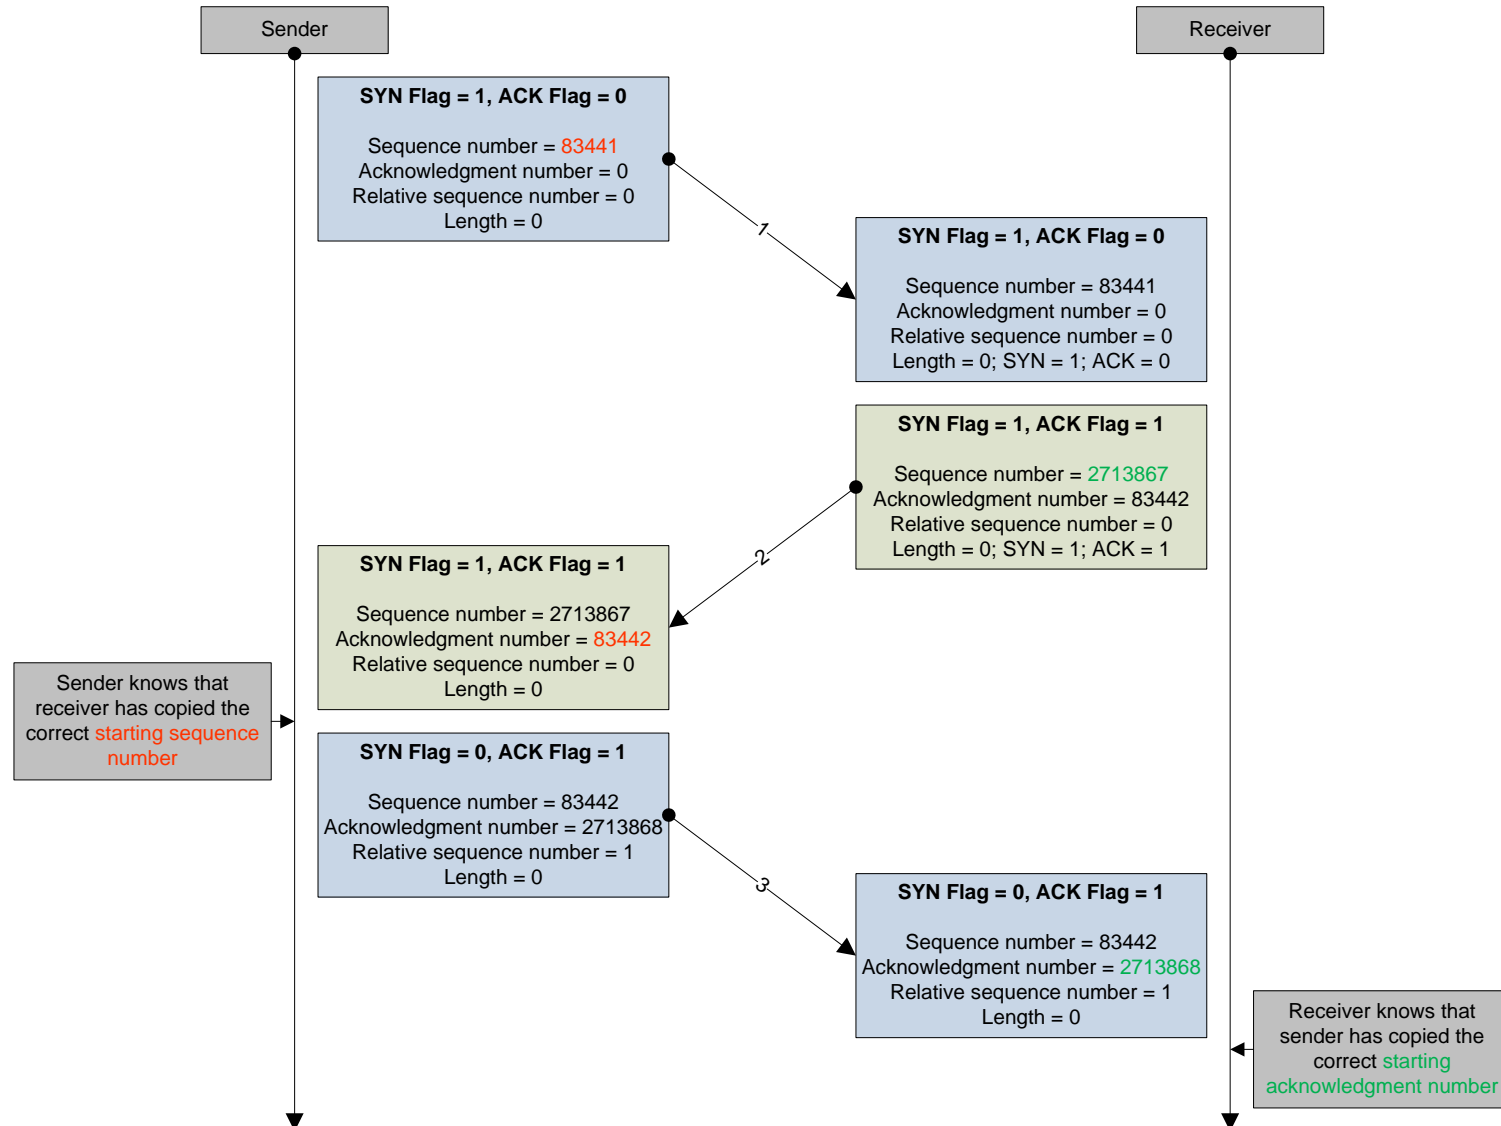 Sender
Receiver
SYN Flag = 1, ACK Flag = 0
Sequence number = 83441
Acknowledgment number = 0
Relative sequence number = 0
Length = 0
1
SYN Flag = 1, ACK Flag = 0
Sequence number = 83441
Acknowledgment number = 0
Relative sequence number = 0
Length = 0; SYN = 1; ACK = 0
SYN Flag = 1, ACK Flag = 1
Sequence number = 2713867
Acknowledgment number = 83442
Relative sequence number = 0
Length = 0; SYN = 1; ACK = 1
2
SYN Flag = 1, ACK Flag = 1
Sequence number = 2713867
Acknowledgment number = 83442
Relative sequence number = 0
Length = 0
Sender knows that
receiver has copied the
correct starting sequence
number
SYN Flag = 0, ACK Flag = 1
Sequence number = 83442
Acknowledgment number = 2713868
Relative sequence number = 1
Length = 0
3
SYN Flag = 0, ACK Flag = 1
Sequence number = 83442
Acknowledgment number = 2713868
Relative sequence number = 1
Length = 0
Receiver knows that
sender has copied the
correct starting
acknowledgment number